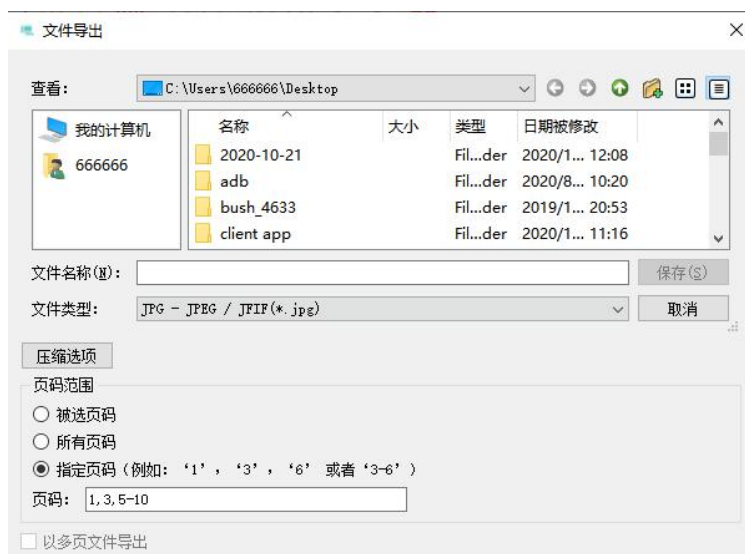 文件导出
查看: C:\Users\666666\Desktop
我的计算机
666666
名称 大小 类型 日期被修改
2020-10-21 Fil...der 2020/1... 12:08
adb Fil...der 2020/8... 10:20
bush_4633 Fil...der 2019/1... 20:53
client app Fil...der 2020/1... 11:16
文件名称(N): 保存(S)
文件类型: JPG - JPEG / JFIF(*.jpg) 取消
压缩选项
页码范围
被选页码
所有页码
指定页码(例如: ‘1’, ‘3’, ‘6’ 或者‘3-6’)
页码: 1,3,5-10
以多页文件导出